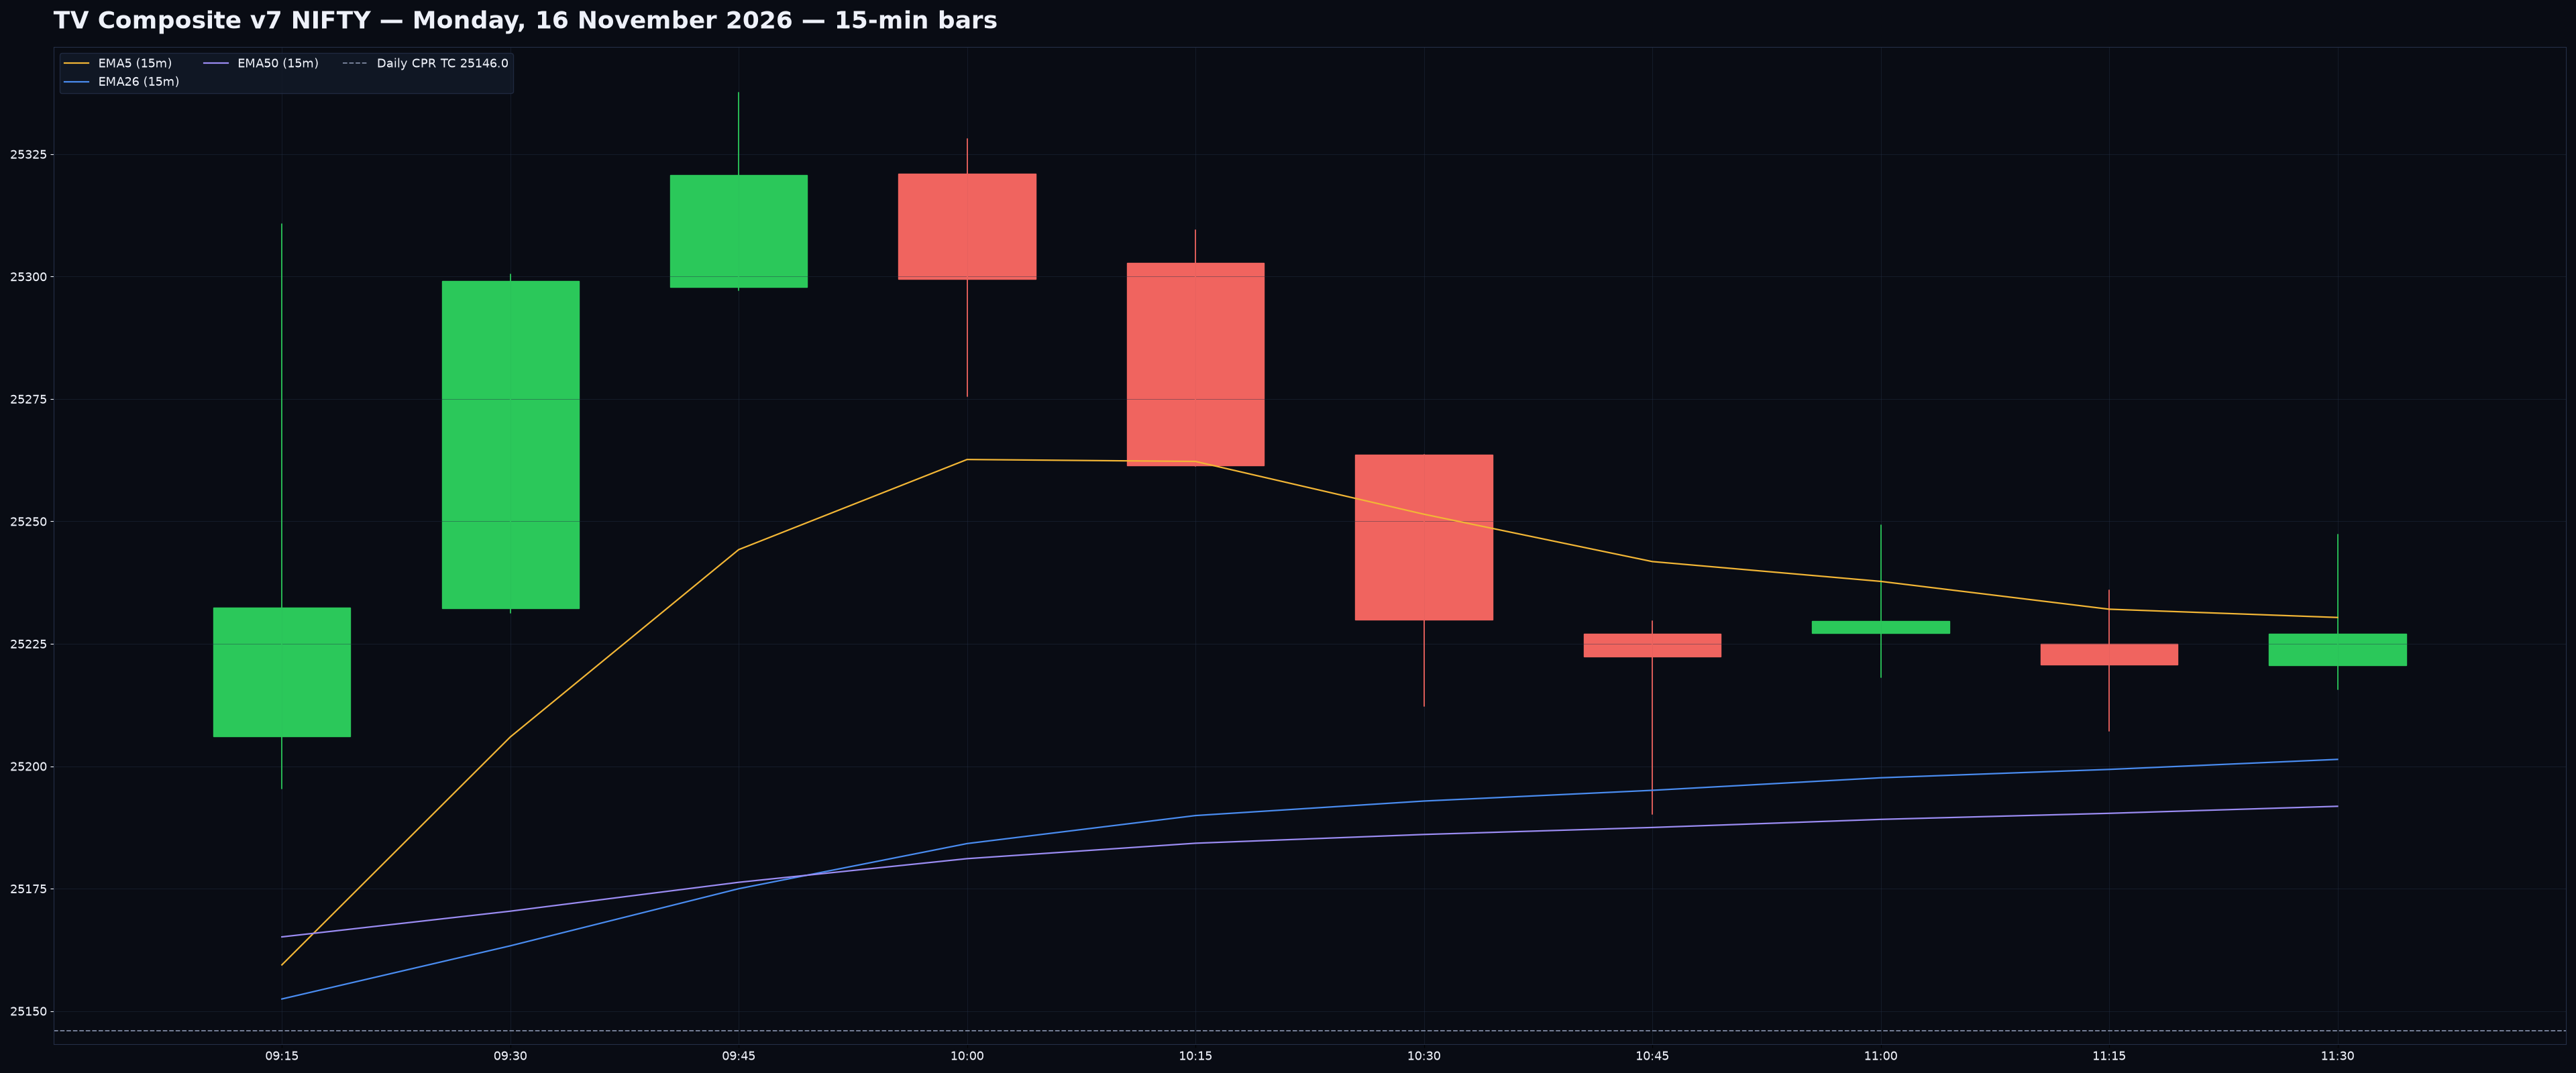 TV Composite v7 NIFTY — Monday, 16 November 2026 — 15-min bars
EMA5 (15m) EMA50 (15m) Daily CPR TC 25146.0
EMA26 (15m)
25325
25300
25275
25250
25225
25200
25175
25150
09:15 09:30 09:45 10:00 10:15 10:30 10:45 11:00 11:15 11:30